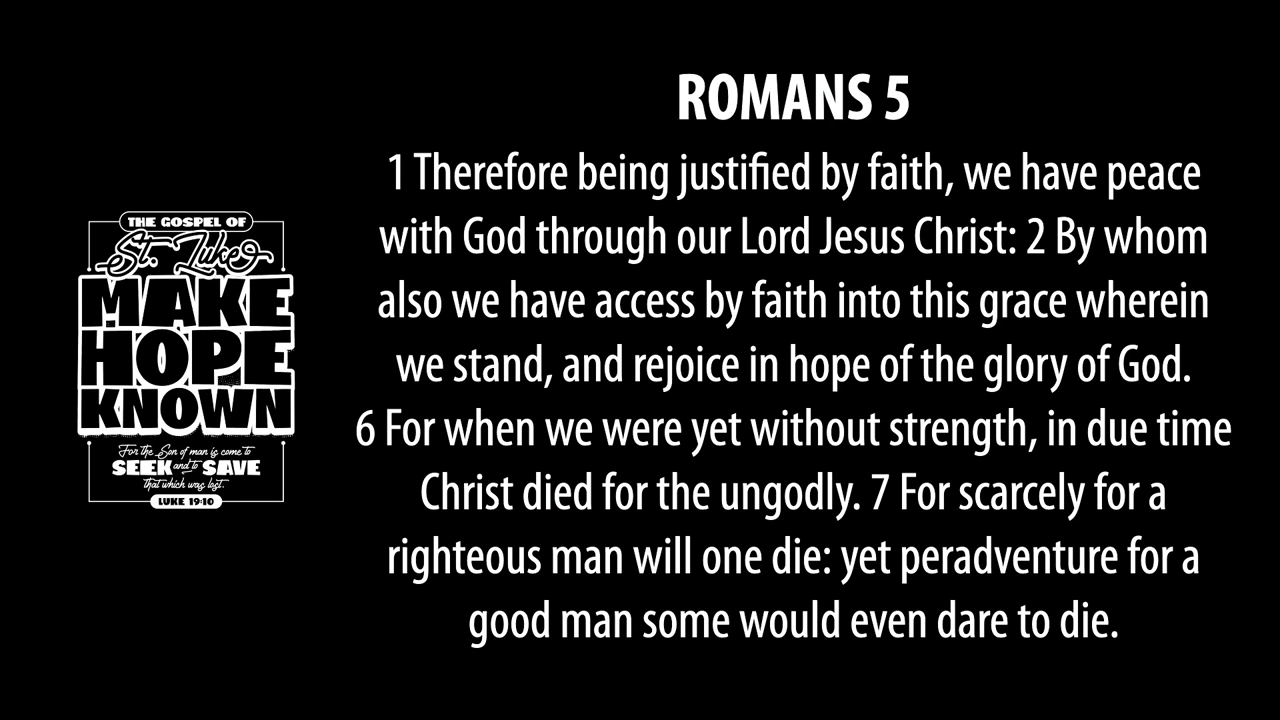 THE GOSPEL OF
St. Luke
MAKE
HOPE
KNOWN
For the Son of man is come to
SEEK and to SAVE
that which was lost.
LUKE 19:10
ROMANS 5
1 Therefore being justified by faith, we have peace
with God through our Lord Jesus Christ: 2 By whom
also we have access by faith into this grace wherein
we stand, and rejoice in hope of the glory of God.
6 For when we were yet without strength, in due time
Christ died for the ungodly. 7 For scarcely for a
righteous man will one die: yet peradventure for a
good man some would even dare to die.